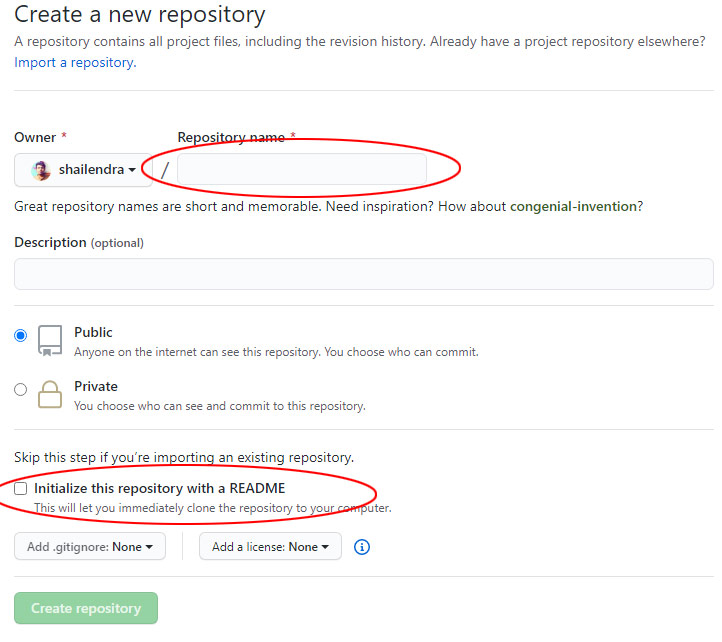 Create a new repository
A repository contains all project files, including the revision history. Already have a project repository elsewhere?
Import a repository.
Owner * Repository name *
shailendra /
Great repository names are short and memorable. Need inspiration? How about congenial-invention?
Description (optional)
Public
Anyone on the internet can see this repository. You choose who can commit.
Private
You choose who can see and commit to this repository.
Skip this step if you’re importing an existing repository.
Initialize this repository with a README
This will let you immediately clone the repository to your computer.
Add .gitignore: None Add a license: None
Create repository